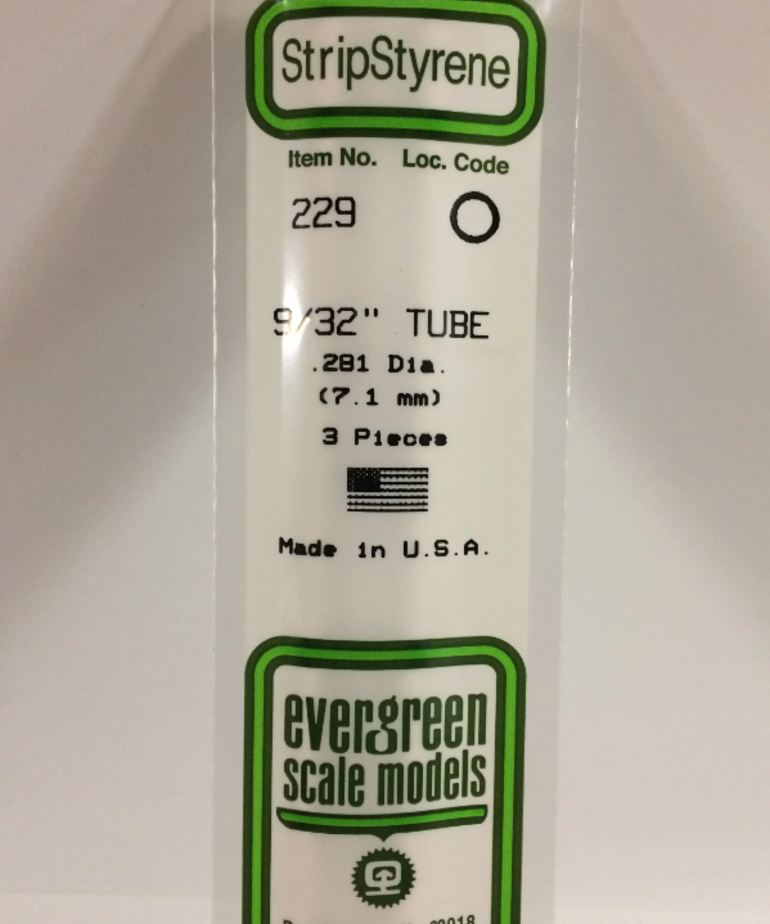 StripStyrene
Item No. Loc. Code
229
9/32" TUBE
.281 Dia.
(7.1 mm)
3 Pieces
Made in U.S.A.
evergreen
scale models